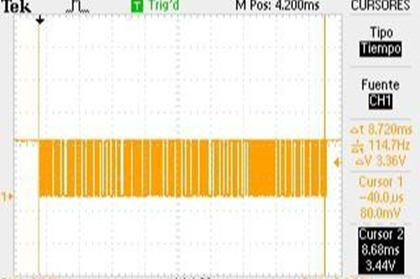 Tek
T Trig'd
M Pos: 4.200ms
CURSORES
Tipo
Tiempo
Fuente
CH1
Δt 8.720ms
1/Δt 114.7Hz
ΔV 3.36V
Cursor 1
-40.0µs
80.0mV
Cursor 2
8.68ms
3.44V
1